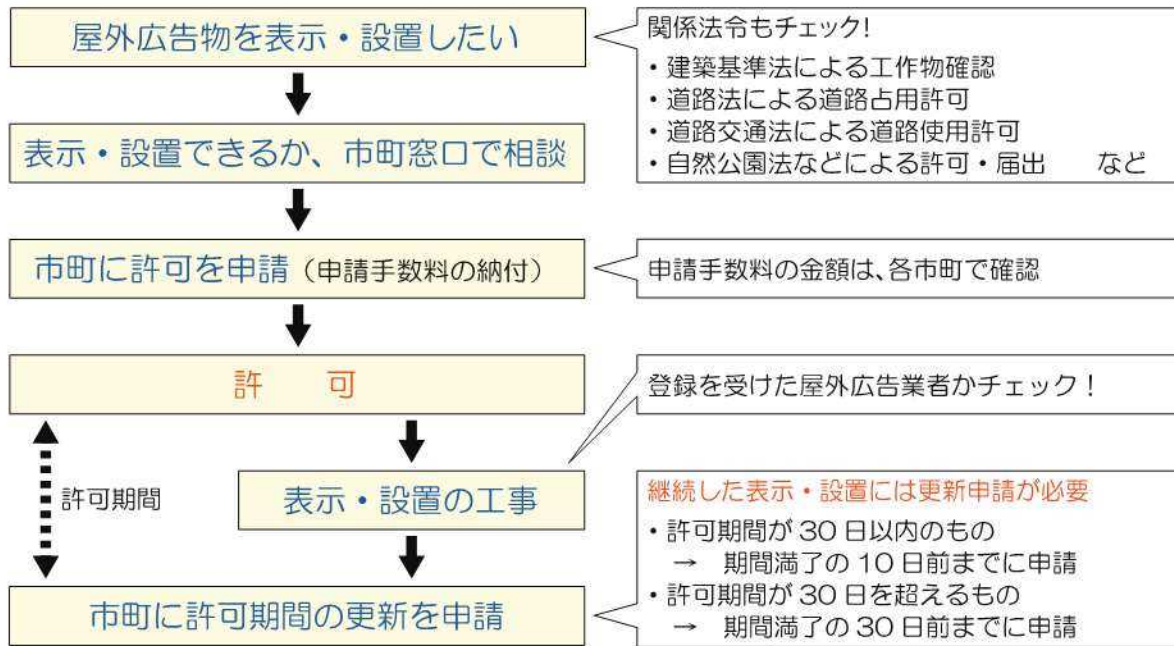 屋外広告物を表示・設置したい
関係法令もチェック!
・建築基準法による工作物確認
・道路法による道路占用許可
・道路交通法による道路使用許可
・自然公園法などによる許可・届出　など
表示・設置できるか、市町窓口で相談
市町に許可を申請（申請手数料の納付）
申請手数料の金額は、各市町で確認
許　可
登録を受けた屋外広告業者かチェック！
許可期間
表示・設置の工事
市町に許可期間の更新を申請
継続した表示・設置には更新申請が必要
・許可期間が30日以内のもの
→　期間満了の10日前までに申請
・許可期間が30日を超えるもの
→　期間満了の30日前までに申請